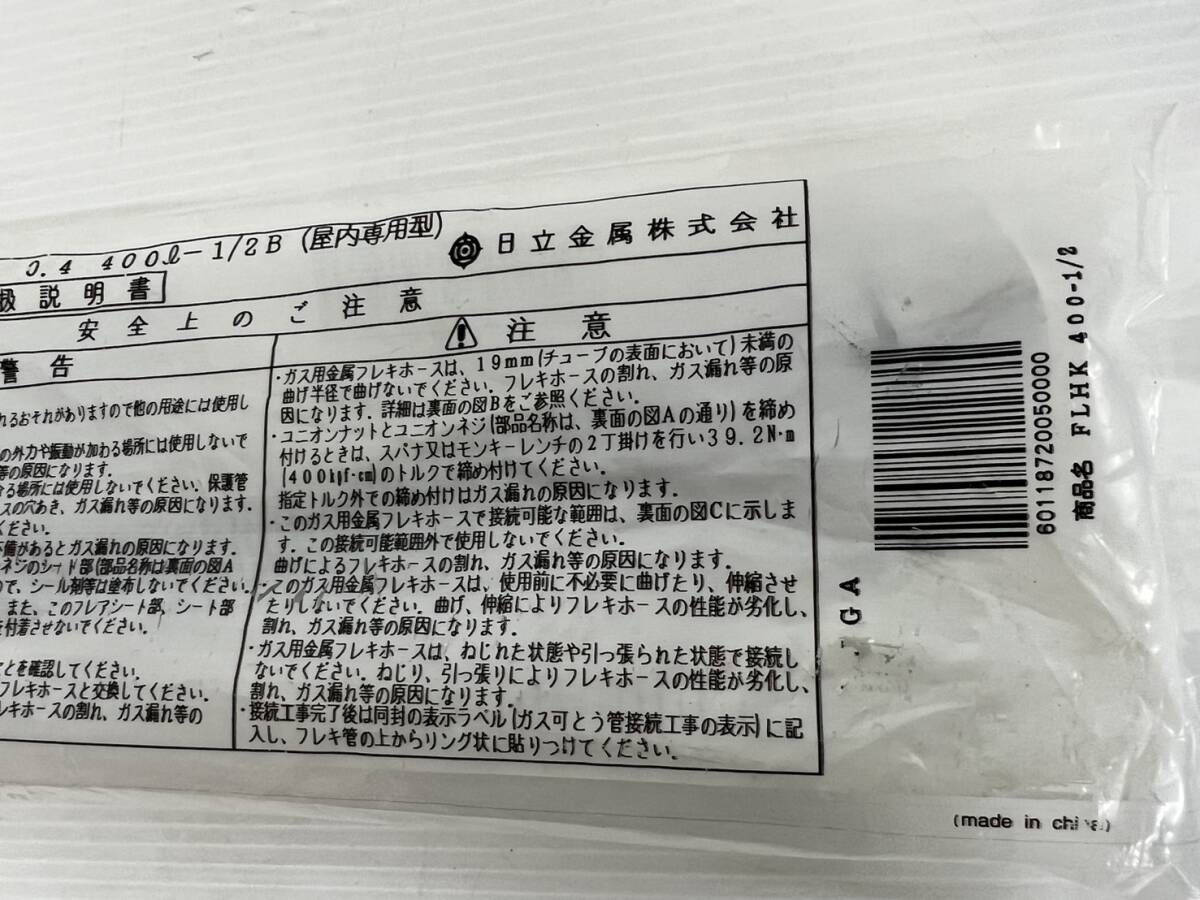 0.4 400ℓ-1/2B (屋内専用型)
日立金属株式会社
扱説明書
安全上のご注意
警告
れるおそれがありますので他の用途には使用し
の外力や振動が加わる場所には使用しないで
等の原因になります。
る場所には使用しないでください。保護管
スの穴あき、ガス漏れ等の原因になります。
ください。
不備があるとガス漏れの原因になります。
ネジのシード部(部品名称は裏面の図A
ので、シール剤等は塗布しないでください。
また、このフレアシート部、シート部
を付着させないでください。
ことを確認してください。
フレキホースと交換してください。
レキホースの割れ、ガス漏れ等の
注意
・ガス用金属フレキホースは、19mm(チューブの表面において)未満の
曲げ半径で曲げないでください。フレキホースの割れ、ガス漏れ等の原
因になります。詳細は裏面の図Bをご参照ください。
・ユニオンナットとユニオンネジ(部品名称は、裏面の図Aの通り)を締め
付けるときは、スパナ又はモンキーレンチの2丁掛けを行い39.2N・m
(400kgf・cm)のトルクで締め付けてください。
指定トルク外での締め付けはガス漏れの原因になります。
・このガス用金属フレキホースで接続可能な範囲は、裏面の図Cに示しま
す。この接続可能範囲外で使用しないでください。
曲げによるフレキホースの割れ、ガス漏れ等の原因になります。
・このガス用金属フレキホースは、使用前に不必要に曲げたり、伸縮させ
たりしないでください。曲げ、伸縮によりフレキホースの性能が劣化し、
割れ、ガス漏れ等の原因になります。
・ガス用金属フレキホースは、ねじれた状態や引っ張られた状態で接続し
ないでください。ねじり、引っ張りによりフレキホースの性能が劣化し、
割れ、ガス漏れ等の原因になります。
・接続工事完了後は同封の表示ラベル(ガス可とう管接続工事の表示)に記
入し、フレキ管の上からリング状に貼りつけてください。
JGA
6011872005000
商品名 FLHK 400-1/2
(made in china)